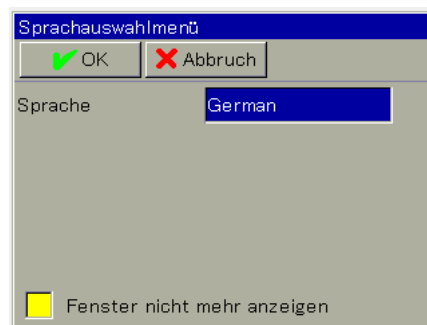 Sprachauswahlmenü
OK Abbruch
Sprache German
Fenster nicht mehr anzeigen